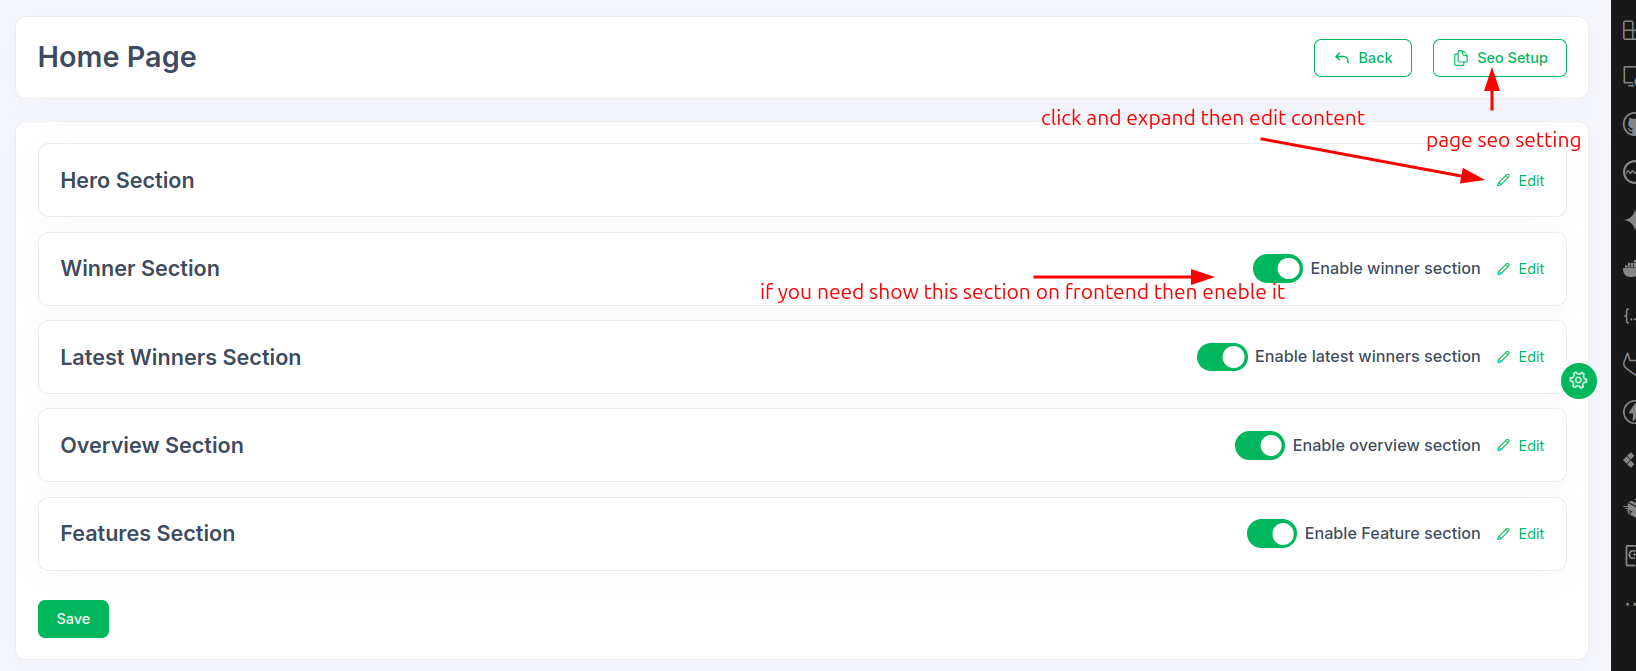 Home Page
Back
Seo Setup
click and expand then edit content
page seo setting
Hero Section
Edit
Winner Section
Enable winner section
Edit
if you need show this section on frontend then eneble it
Latest Winners Section
Enable latest winners section
Edit
Overview Section
Enable overview section
Edit
Features Section
Enable Feature section
Edit
Save